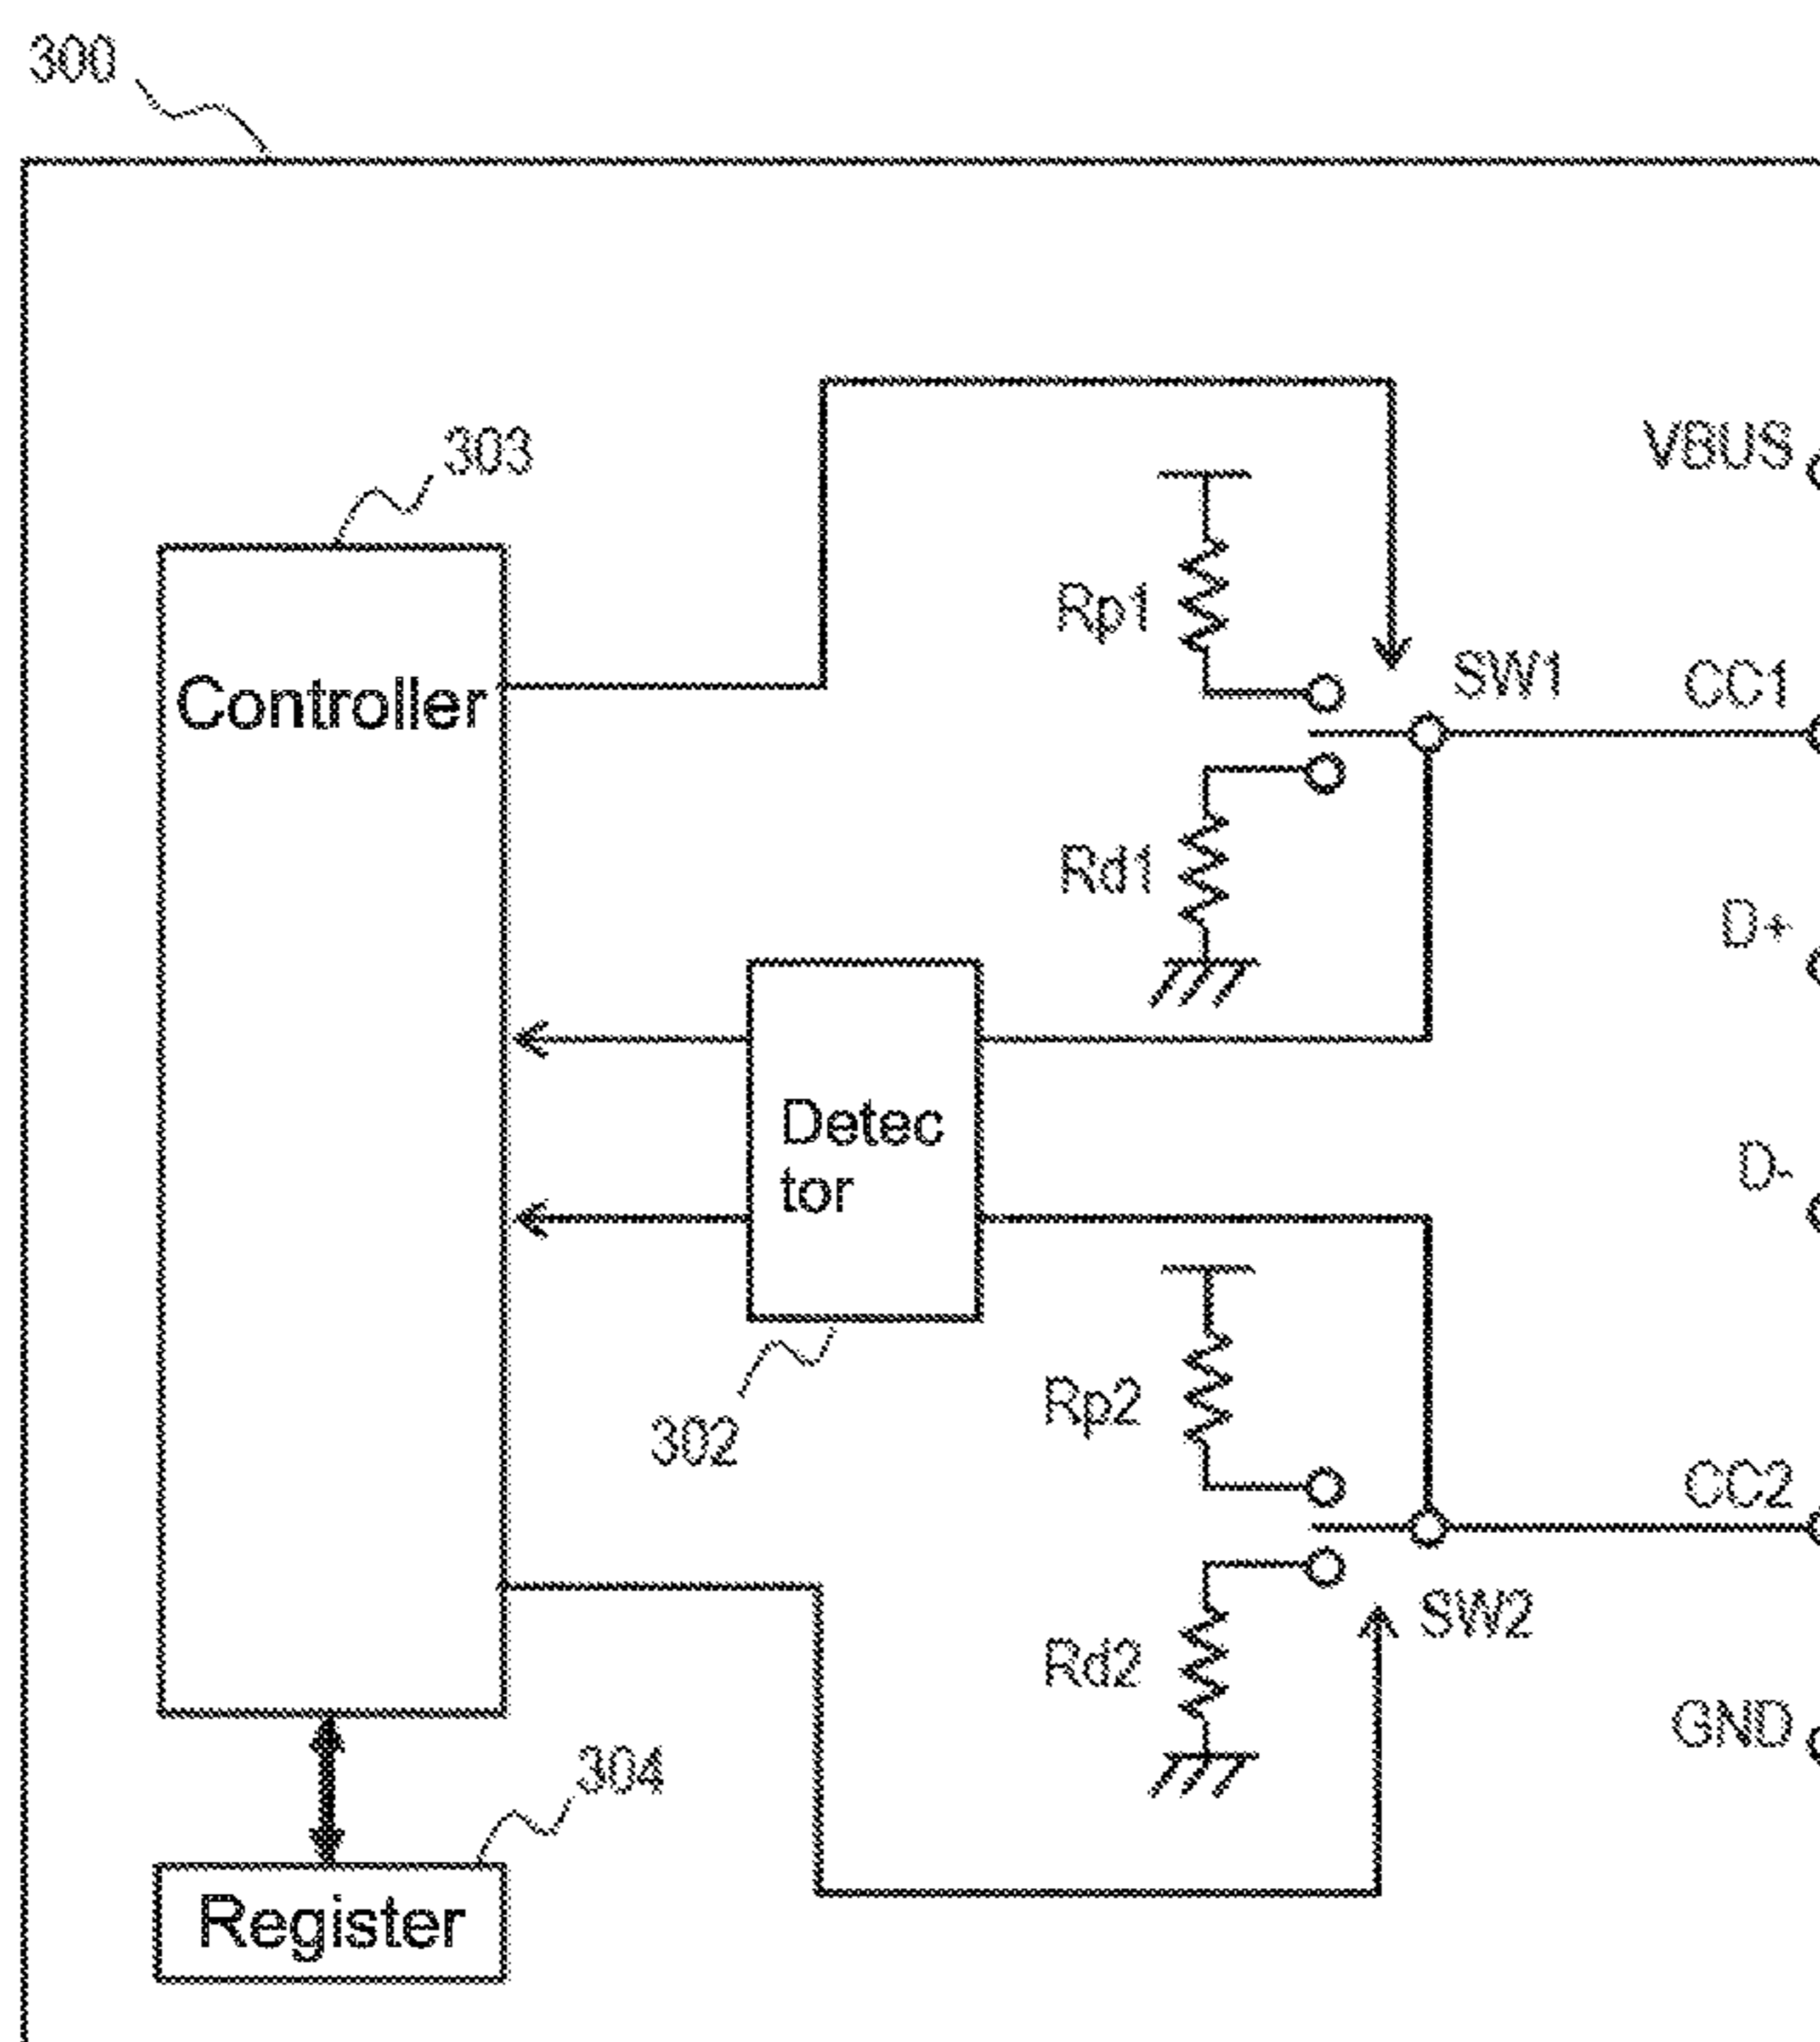 300
303
VBUS
Rp1
SW1
CC1
Controller
Rd1
D+
Detec
tor
D-
302
Rp2
CC2
SW2
Rd2
GND
304
Register